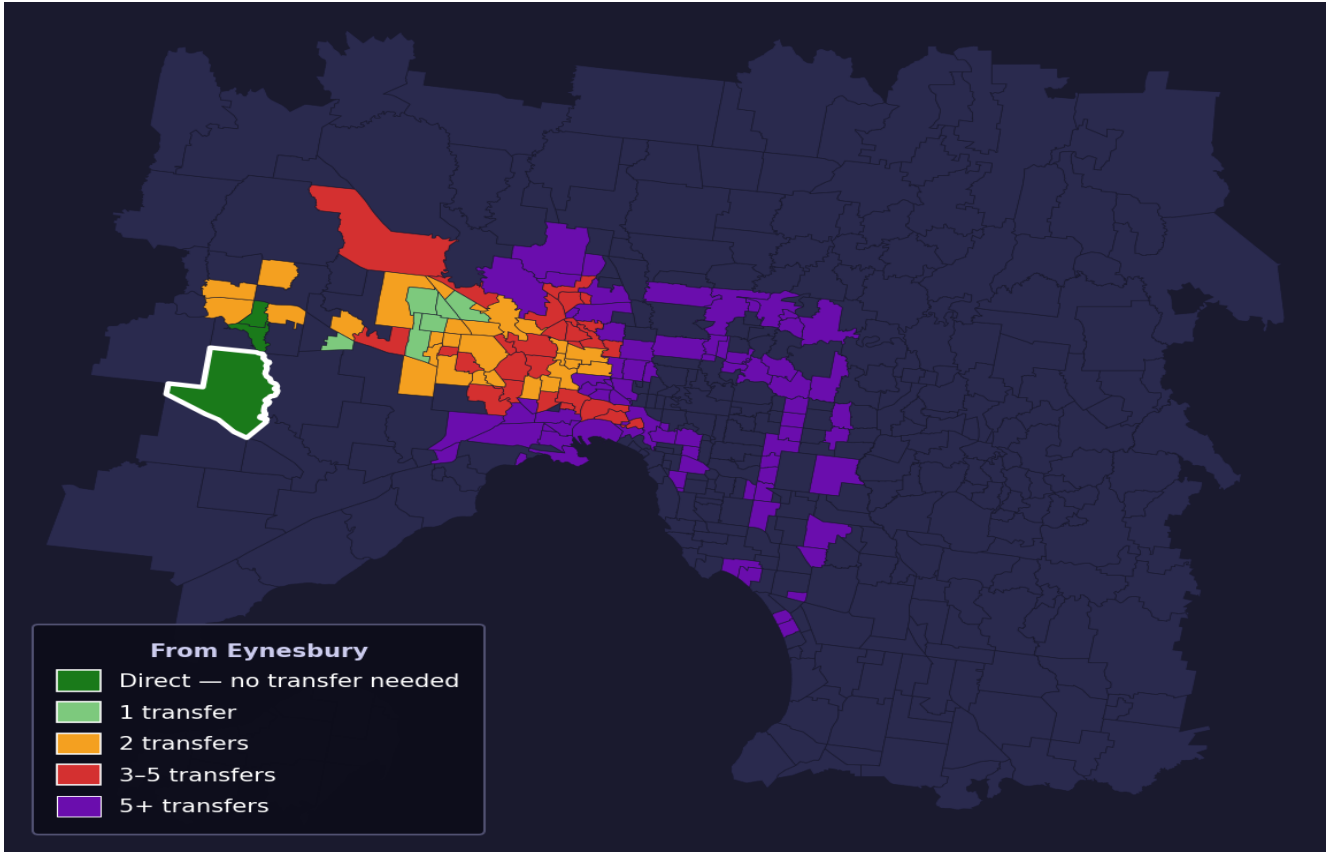 From Eynesbury
Direct — no transfer needed
1 transfer
2 transfers
3–5 transfers
5+ transfers